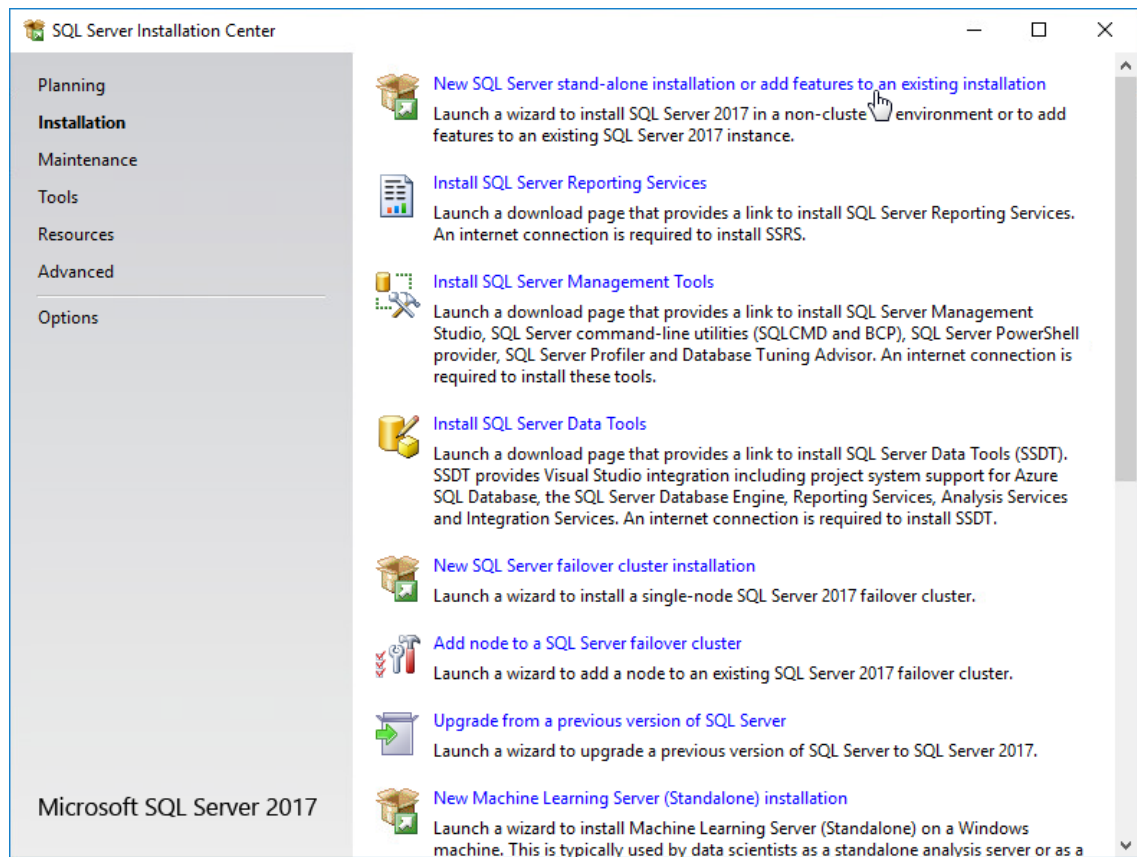 SQL Server Installation Center
Planning
Installation
Maintenance
Tools
Resources
Advanced
Options
Microsoft SQL Server 2017
New SQL Server stand-alone installation or add features to an existing installation
Launch a wizard to install SQL Server 2017 in a non-cluste environment or to add
features to an existing SQL Server 2017 instance.
Install SQL Server Reporting Services
Launch a download page that provides a link to install SQL Server Reporting Services.
An internet connection is required to install SSRS.
Install SQL Server Management Tools
Launch a download page that provides a link to install SQL Server Management
Studio, SQL Server command-line utilities (SQLCMD and BCP), SQL Server PowerShell
provider, SQL Server Profiler and Database Tuning Advisor. An internet connection is
required to install these tools.
Install SQL Server Data Tools
Launch a download page that provides a link to install SQL Server Data Tools (SSDT).
SSDT provides Visual Studio integration including project system support for Azure
SQL Database, the SQL Server Database Engine, Reporting Services, Analysis Services
and Integration Services. An internet connection is required to install SSDT.
New SQL Server failover cluster installation
Launch a wizard to install a single-node SQL Server 2017 failover cluster.
Add node to a SQL Server failover cluster
Launch a wizard to add a node to an existing SQL Server 2017 failover cluster.
Upgrade from a previous version of SQL Server
Launch a wizard to upgrade a previous version of SQL Server to SQL Server 2017.
New Machine Learning Server (Standalone) installation
Launch a wizard to install Machine Learning Server (Standalone) on a Windows
machine. This is typically used by data scientists as a standalone analysis server or as a